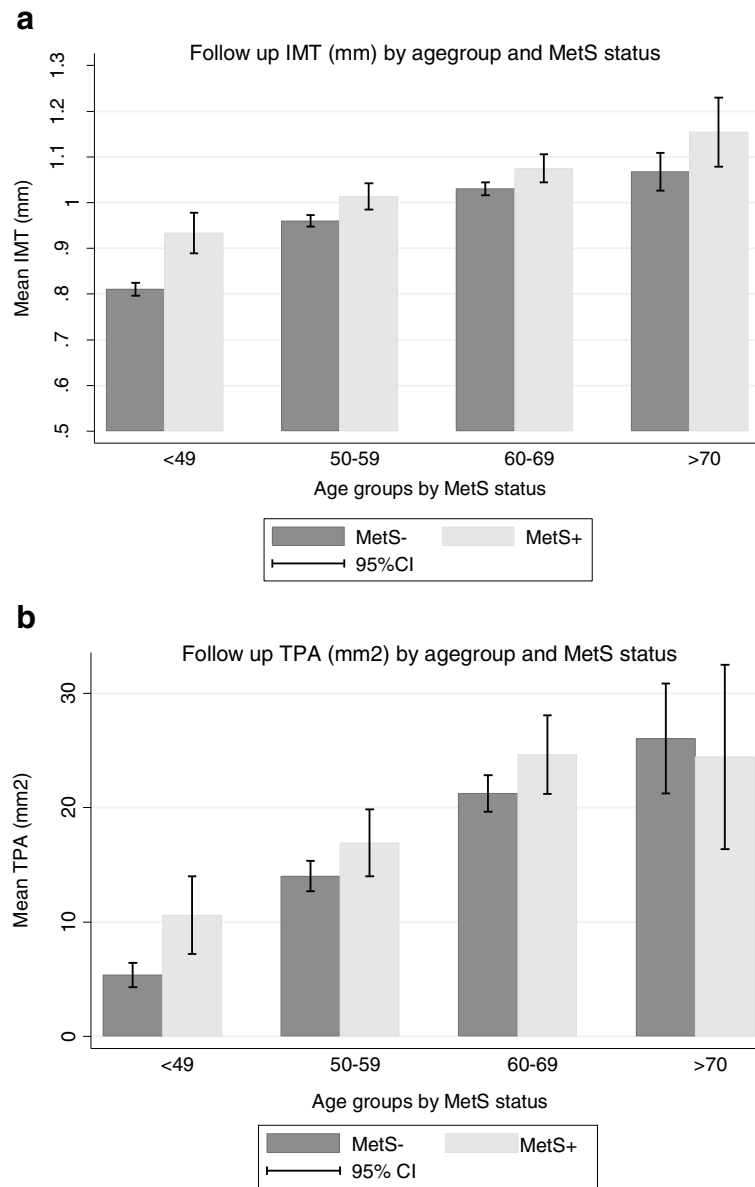 a
Follow up IMT (mm) by agegroup and MetS status
Mean IMT (mm)
1.3
1.2
1.1
1
.9
.8
.7
.6
.5
<49 50-59 60-69 >70
Age groups by MetS status
MetS- MetS+
95%CI
b
Follow up TPA (mm2) by agegroup and MetS status
Mean TPA (mm2)
30
20
10
0
<49 50-59 60-69 >70
Age groups by MetS status
MetS- MetS+
95% CI